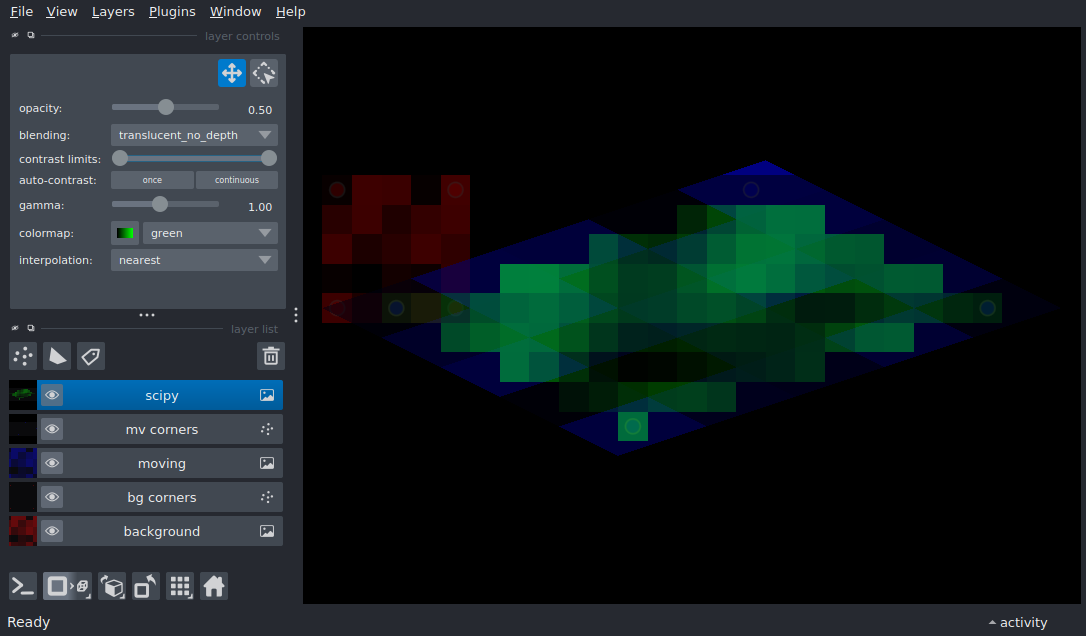 File View Layers Plugins Window Help
layer controls
opacity: 0.50
blending: translucent_no_depth
contrast limits:
auto-contrast: once continuous
gamma: 1.00
colormap: green
interpolation: nearest
layer list
scipy
mv corners
moving
bg corners
background
Ready activity